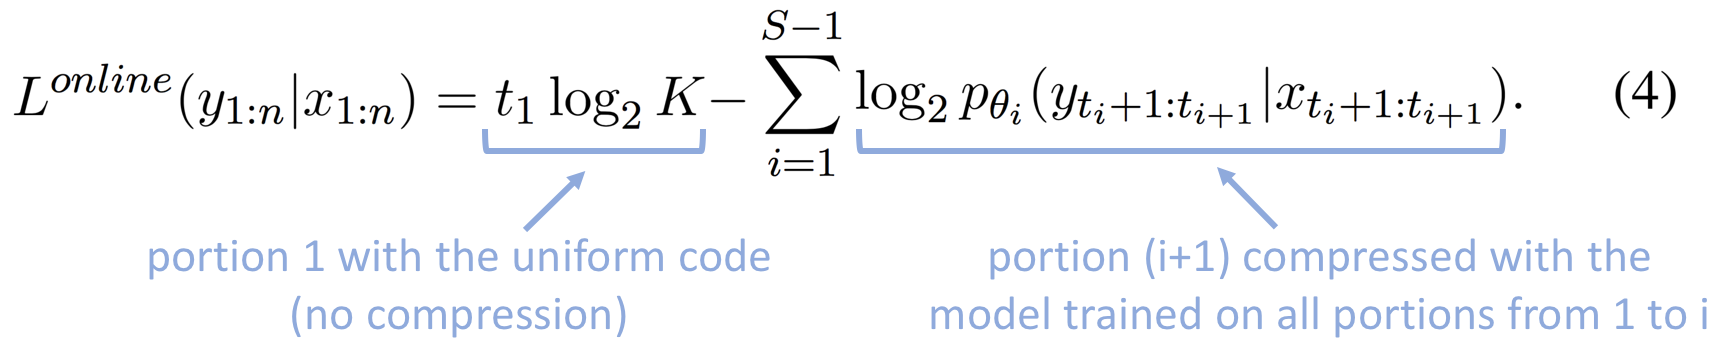 L^{online}(y_{1:n}|x_{1:n}) = t_1 \log_2 K - \sum_{i=1}^{S-1} \log_2 p_{\theta_i}(y_{t_i+1:t_{i+1}}|x_{t_i+1:t_{i+1}}). (4)
portion 1 with the uniform code
(no compression)
portion (i+1) compressed with the
model trained on all portions from 1 to i